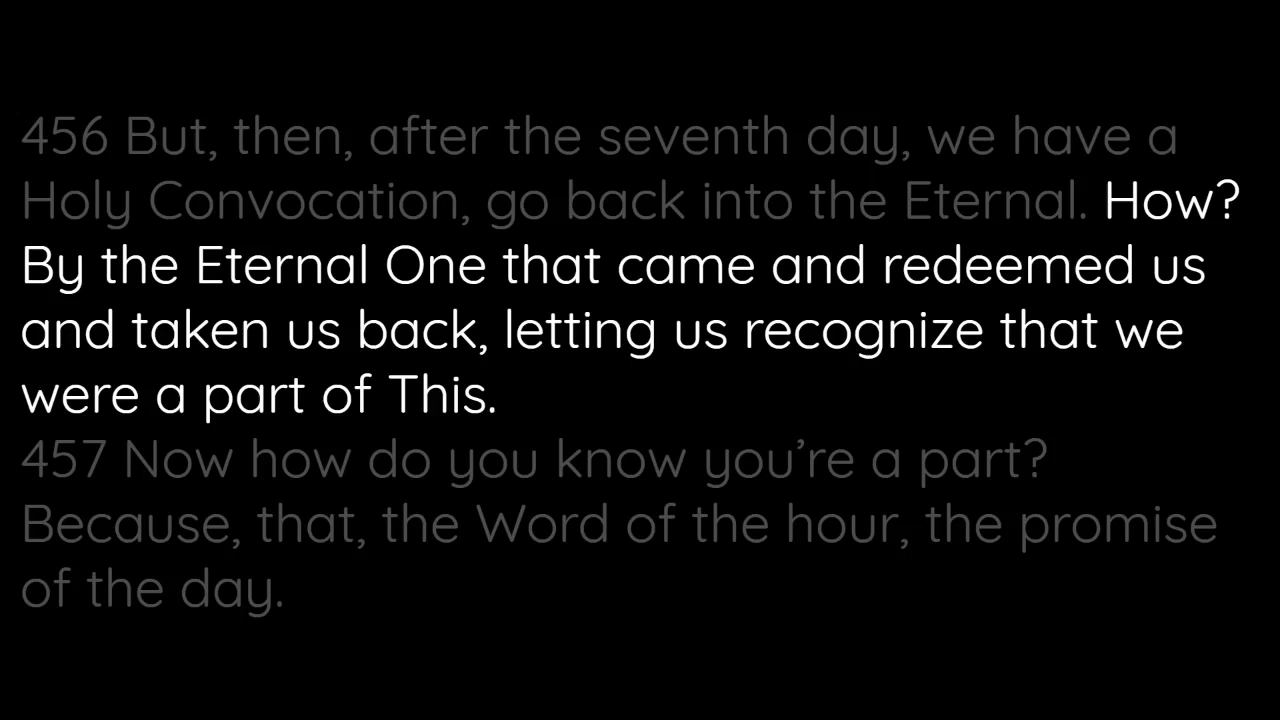 456 But, then, after the seventh day, we have a
Holy Convocation, go back into the Eternal. How?
By the Eternal One that came and redeemed us
and taken us back, letting us recognize that we
were a part of This.
457 Now how do you know you’re a part?
Because, that, the Word of the hour, the promise
of the day.